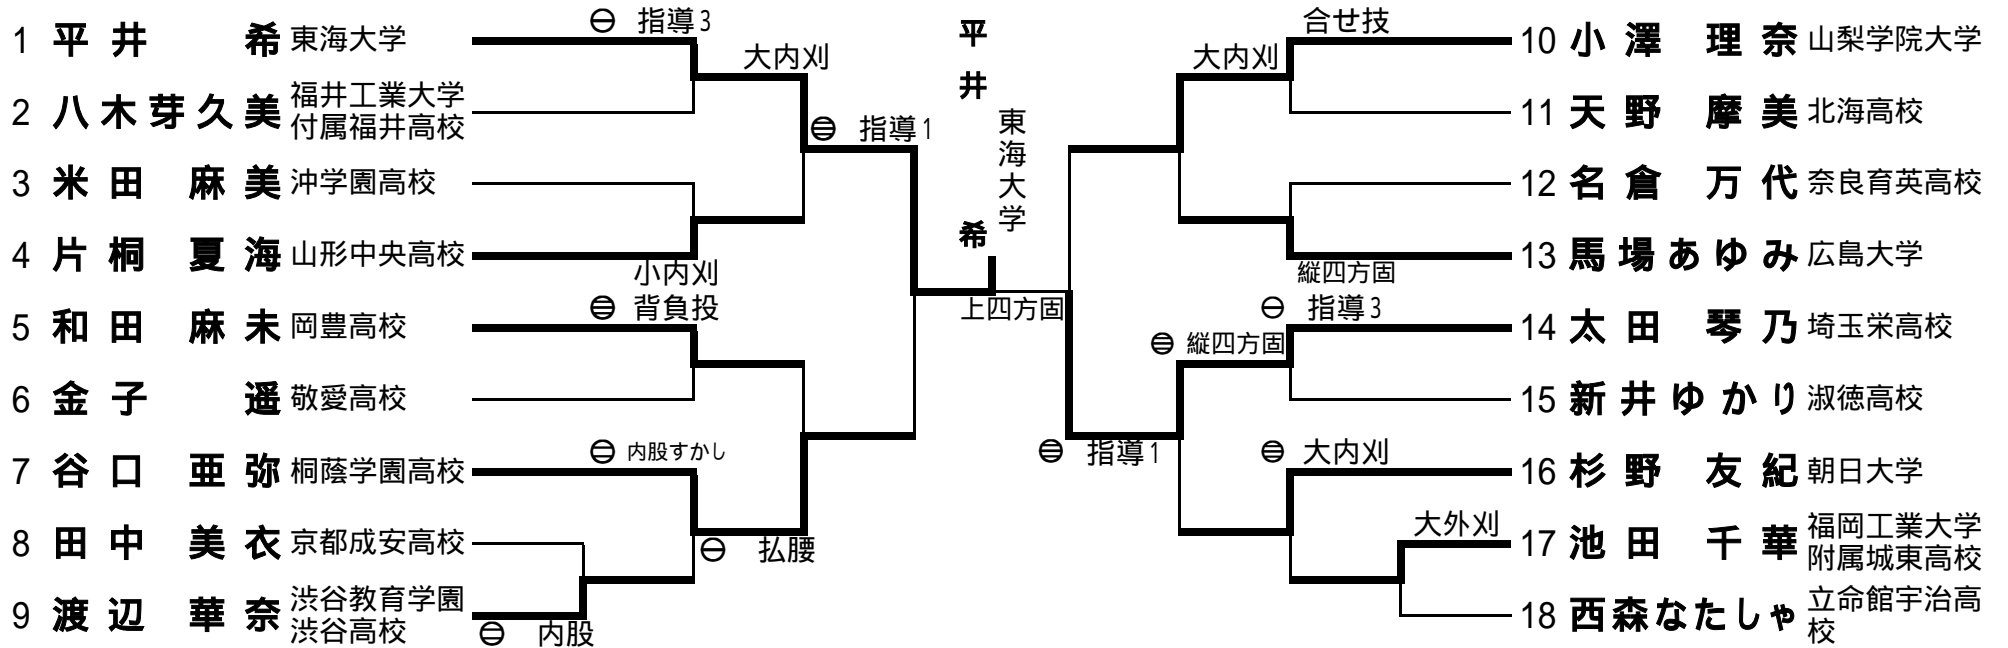 1 平井 希 東海大学
2 八木芽久美 福井工業大学
付属福井高校
3 米田 麻美 沖学園高校
4 片桐 夏海 山形中央高校
5 和田 麻未 岡豊高校
6 金子 遥 敬愛高校
7 谷口 亜弥 桐蔭学園高校
8 田中 美衣 京都成安高校
9 渡辺 華奈 渋谷教育学園
渋谷高校
指導3
大内刈
指導1
小内刈
背負投
内股すかし
払腰
内股
平井 希
東海大学
上四方固
合せ技
大内刈
縦四方固
指導3
縦四方固
指導1
大内刈
大外刈
10 小澤 理奈 山梨学院大学
11 天野 摩美 北海高校
12 名倉 万代 奈良育英高校
13 馬場あゆみ 広島大学
14 太田 琴乃 埼玉栄高校
15 新井ゆかり 淑徳高校
16 杉野 友紀 朝日大学
17 池田 千華 福岡工業大学
附属城東高校
18 西森なたしゃ 立命館宇治高
校